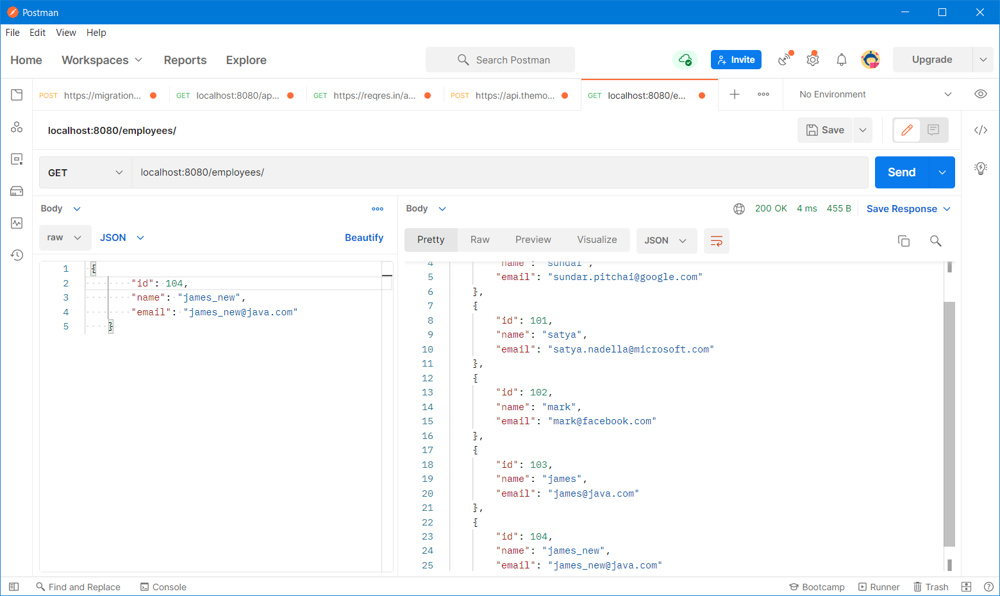 Postman
File Edit View Help
Home Workspaces Reports Explore Search Postman Invite Upgrade
POST https://migration... GET localhost:8080/ap... GET https://reqres.in/a... POST https://api.themo... GET localhost:8080/e... No Environment
localhost:8080/employees/ Save
GET localhost:8080/employees/ Send
Body
raw JSON Beautify
1 {
2 "id": 104,
3 "name": "james_new",
4 "email": "james_new@java.com"
5 }
Body 200 OK 4 ms 455 B Save Response
Pretty Raw Preview Visualize JSON
4 "name": "sundar",
5 "email": "sundar.pitchai@google.com"
6 },
7 {
8 "id": 101,
9 "name": "satya",
10 "email": "satya.nadella@microsoft.com"
11 },
12 {
13 "id": 102,
14 "name": "mark",
15 "email": "mark@facebook.com"
16 },
17 {
18 "id": 103,
19 "name": "james",
20 "email": "james@java.com"
21 },
22 {
23 "id": 104,
24 "name": "james_new",
25 "email": "james_new@java.com"
Find and Replace Console Bootcamp Runner Trash